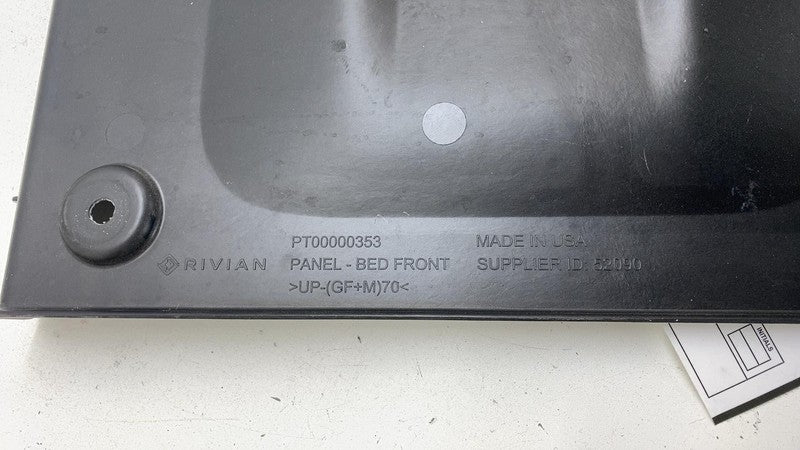 PT00000353
MADE IN USA
RIVIAN
PANEL - BED FRONT
SUPPLIER ID: 52090
>UP-(GF+M)70<
INITIALS